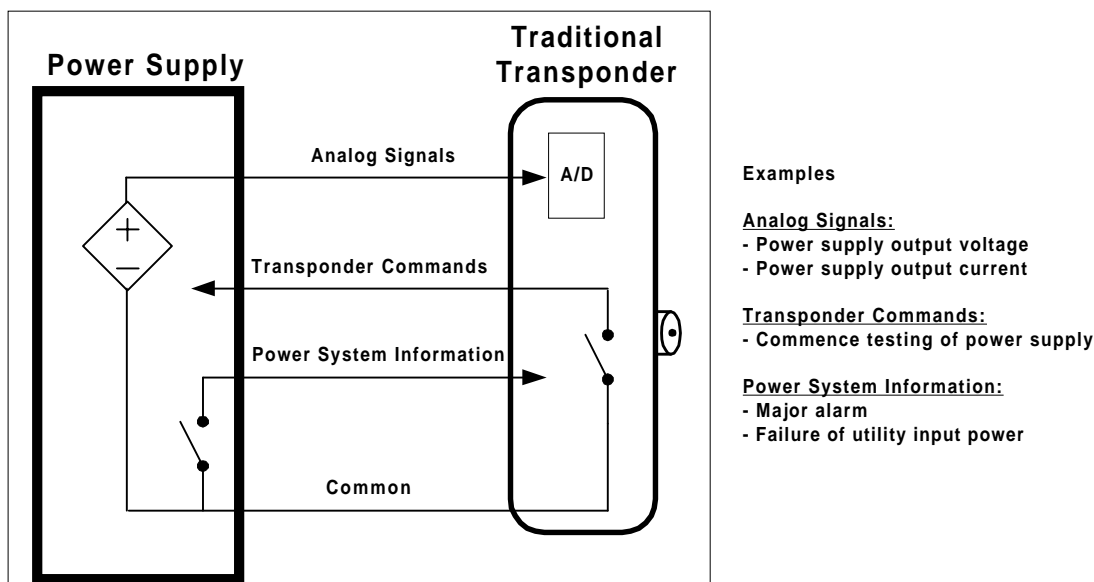 Power Supply
Traditional
Transponder
Analog Signals
A/D
Transponder Commands
Power System Information
Common
Examples
Analog Signals:
- Power supply output voltage
- Power supply output current
Transponder Commands:
- Commence testing of power supply
Power System Information:
- Major alarm
- Failure of utility input power